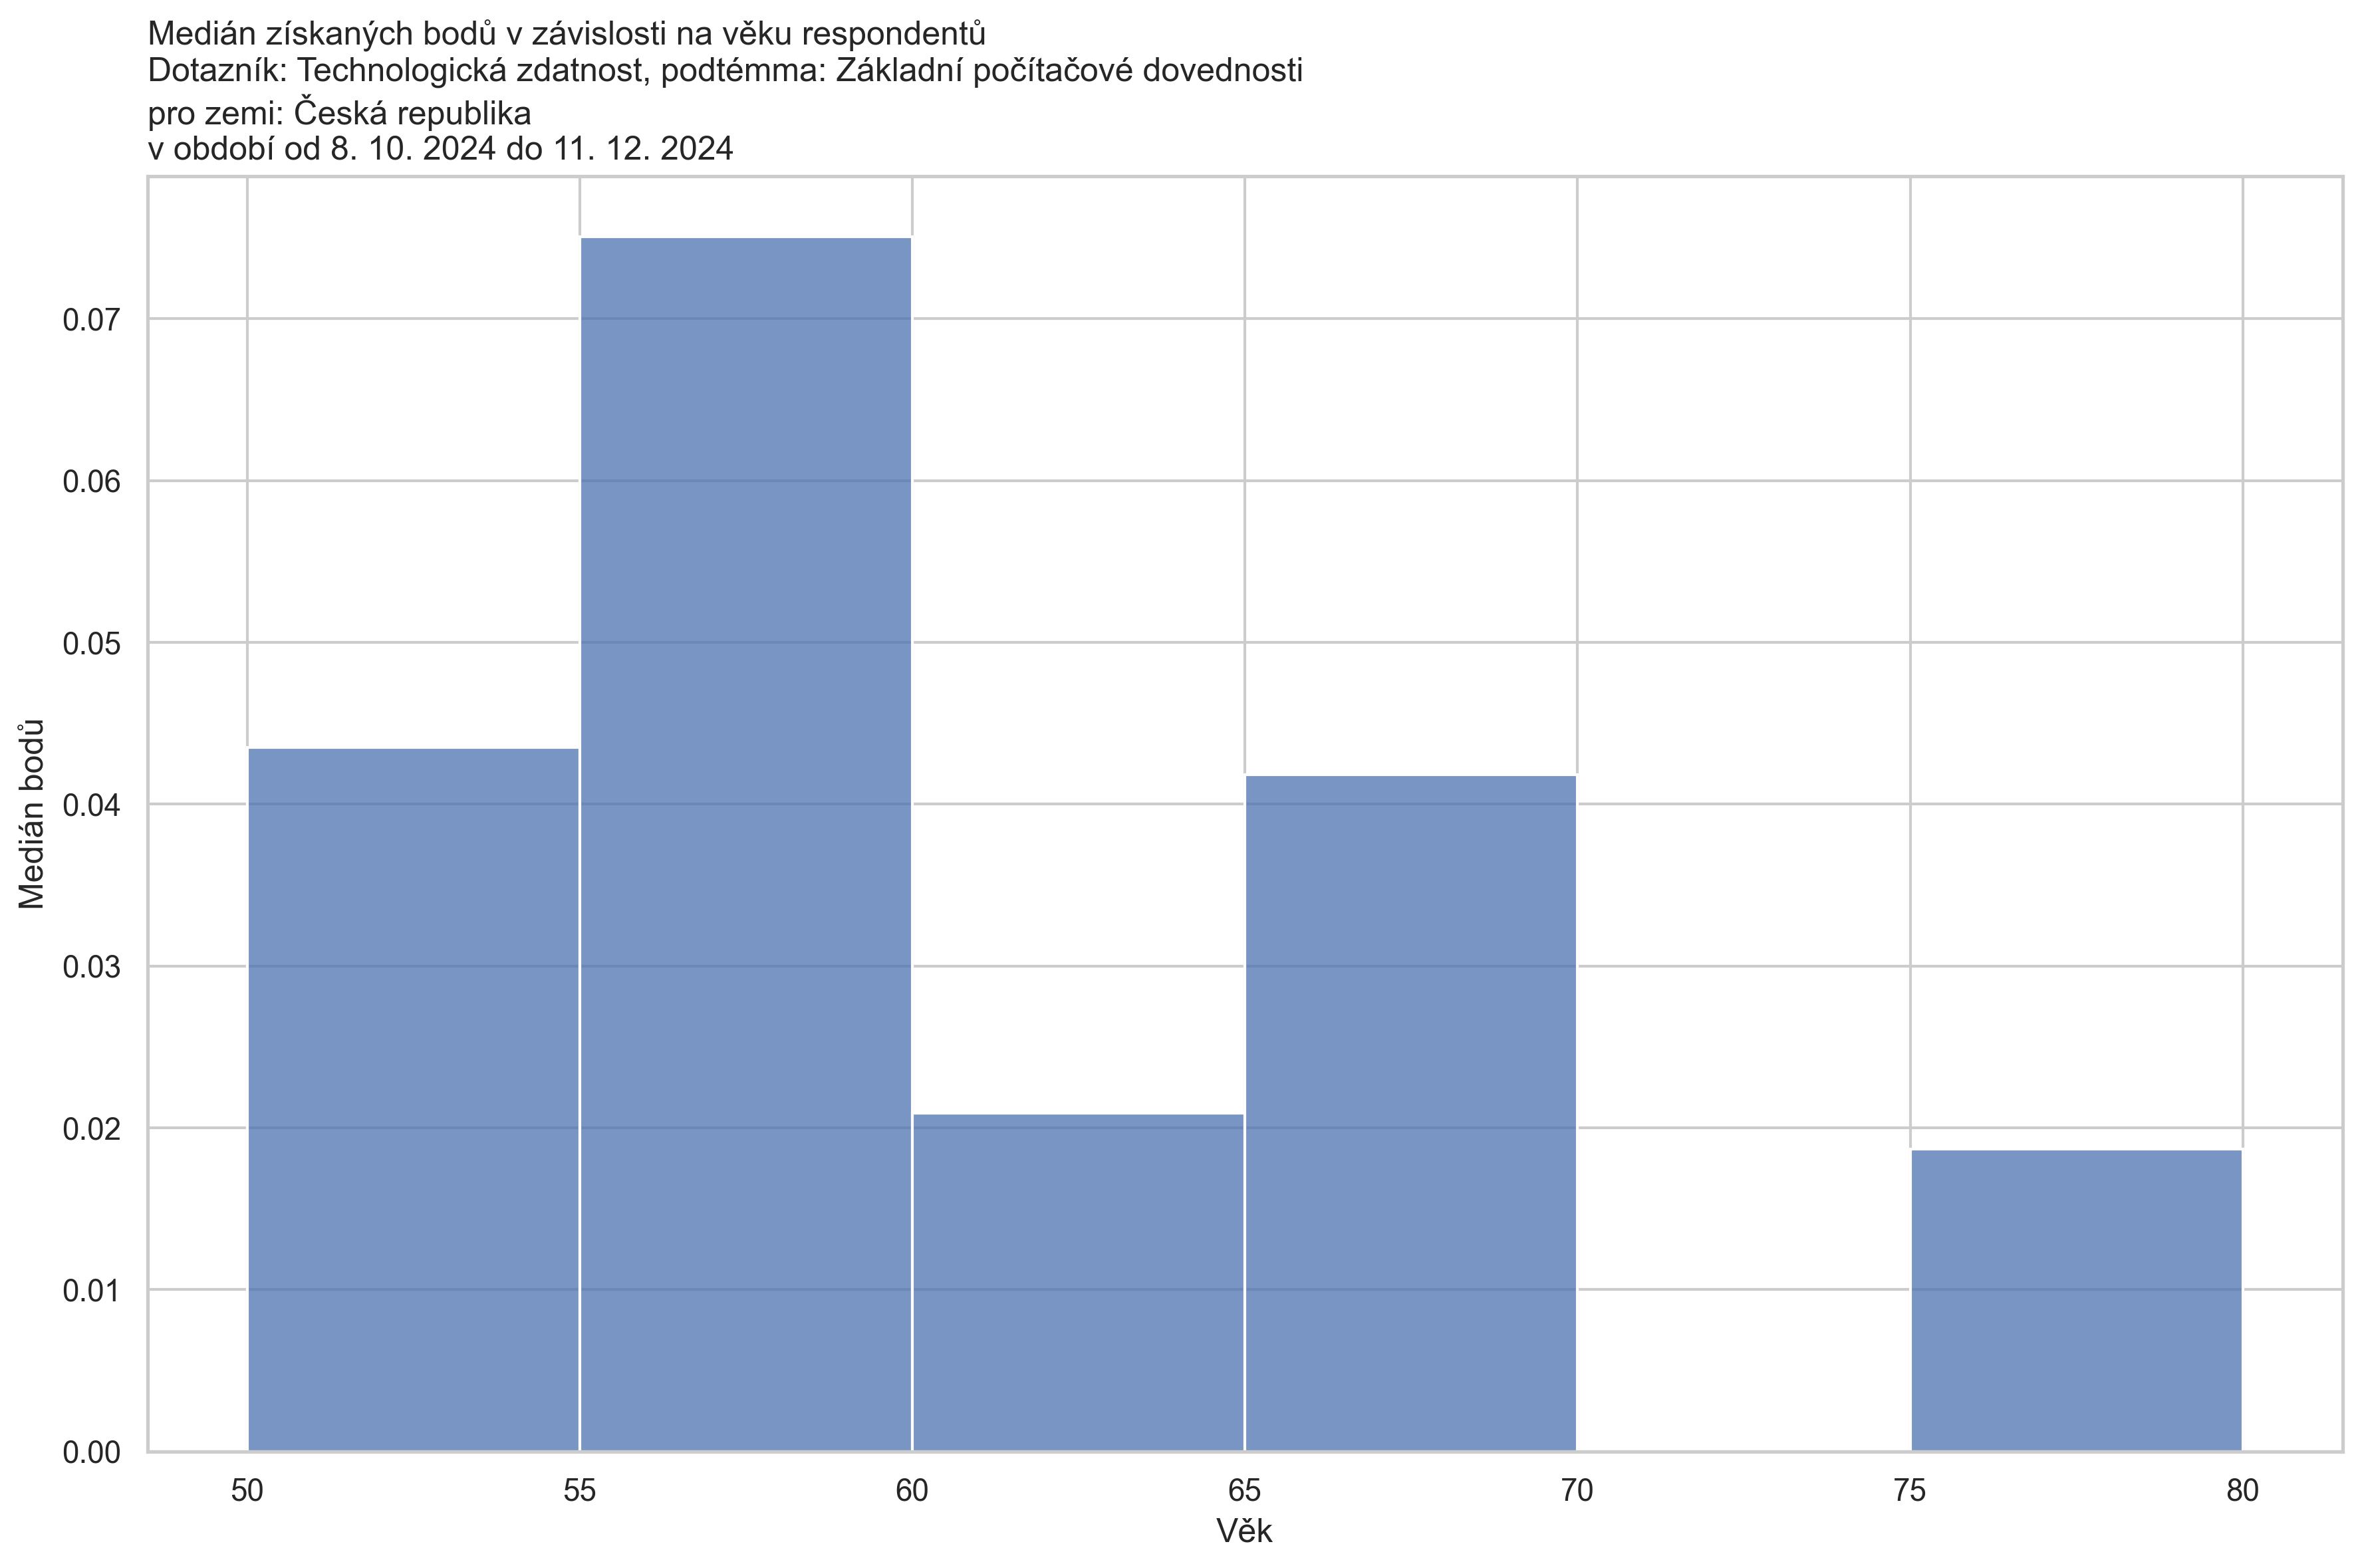 Medián získaných bodů v závislosti na věku respondentů
Dotazník: Technologická zdatnost, podtémma: Základní počítačové dovednosti
pro zemi: Česká republika
v období od 8. 10. 2024 do 11. 12. 2024
0.07
0.06
0.05
0.04
0.03
0.02
0.01
0.00
Medián bodů
50 55 60 65 70 75 80
Věk